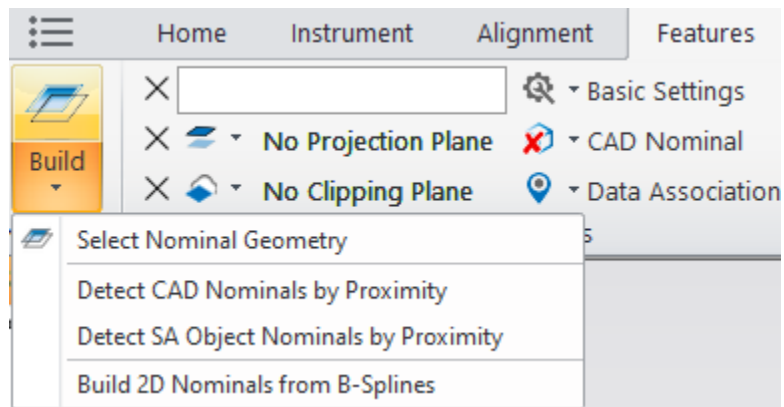 Home Instrument Alignment Features
Basic Settings
Build No Projection Plane CAD Nominal
No Clipping Plane Data Association
Select Nominal Geometry
Detect CAD Nominals by Proximity
Detect SA Object Nominals by Proximity
Build 2D Nominals from B-Splines